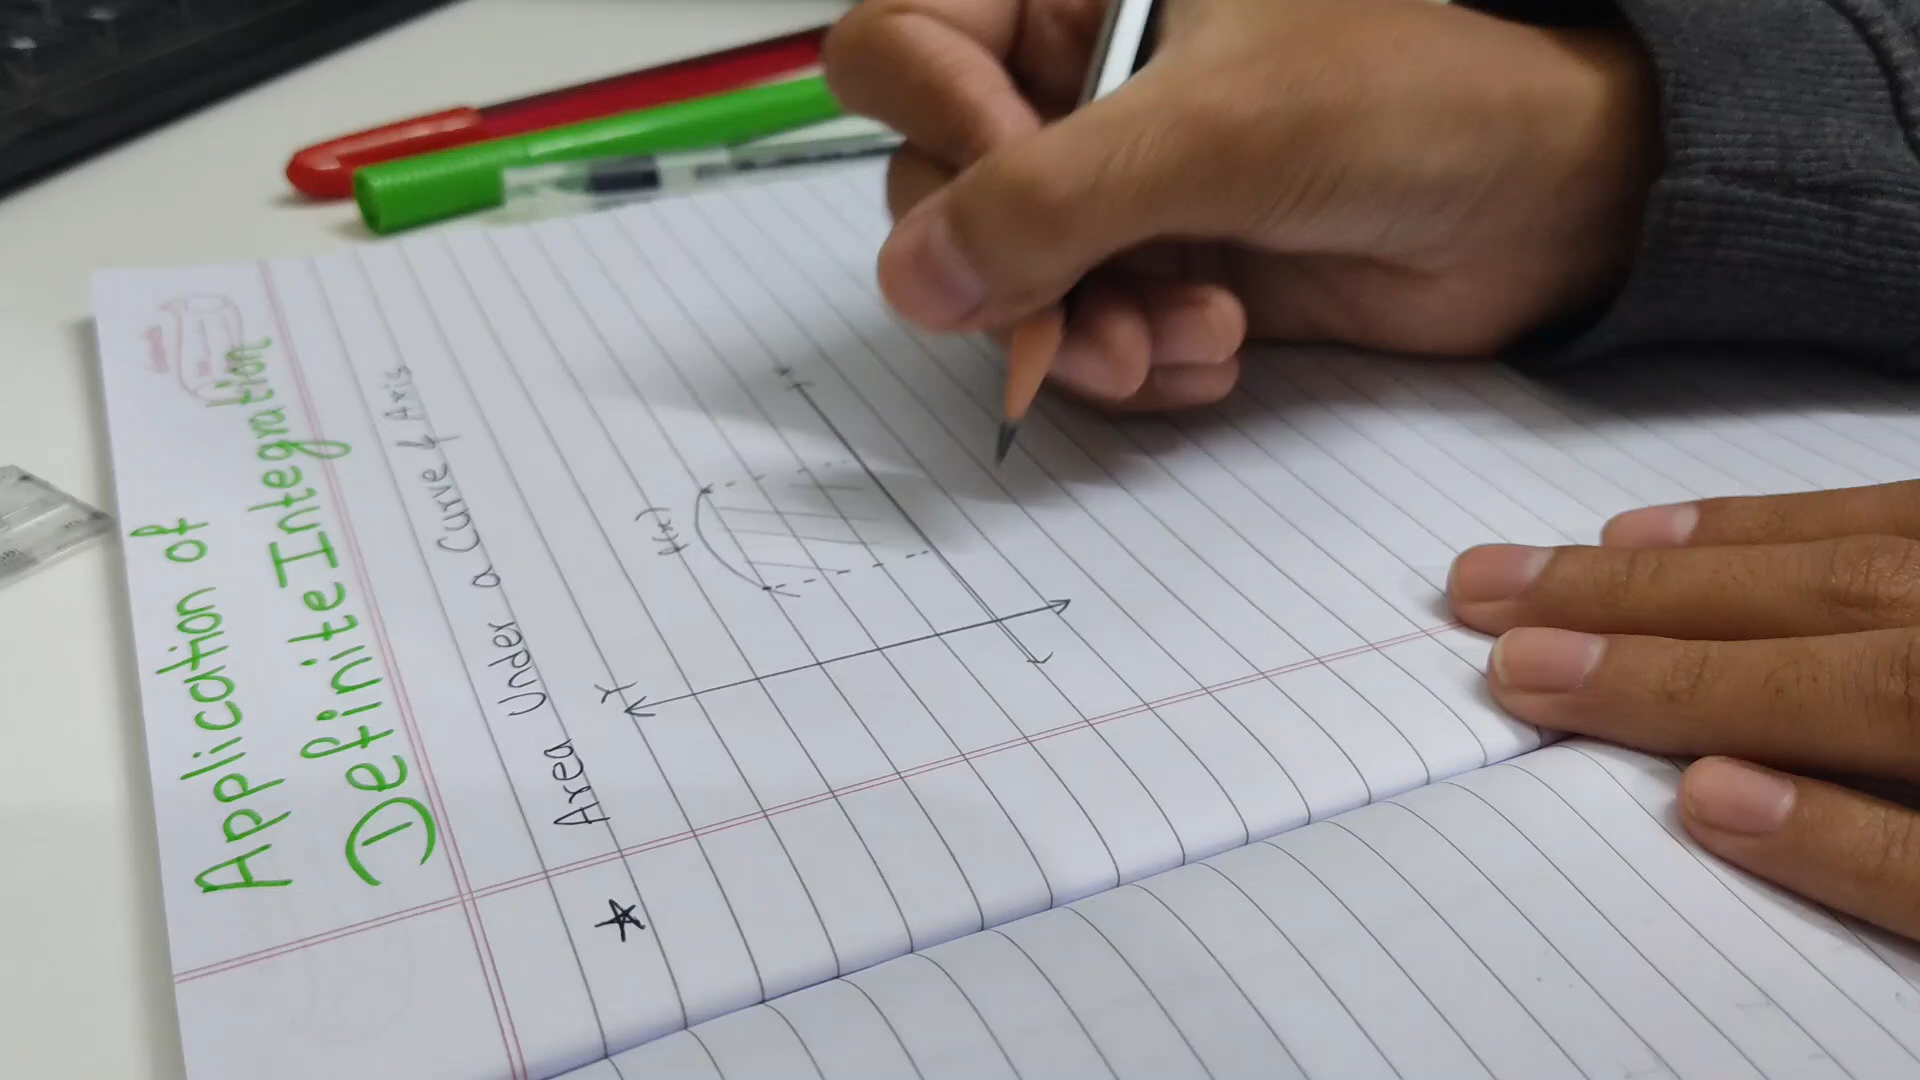 Application of
Definite Integration
★ Area Under a Curve & Axis
Y
f(x)
x